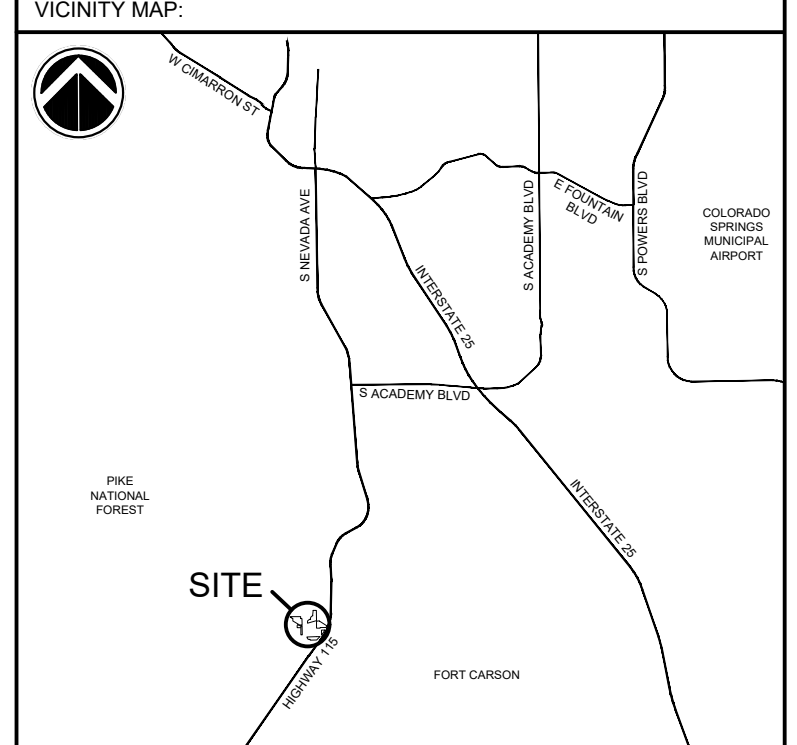 VICINITY MAP:
W CIMARRON ST
S NEVADA AVE
INTERSTATE 25
S ACADEMY BLVD
E FOUNTAIN
BLVD
S POWERS BLVD
COLORADO
SPRINGS
MUNICIPAL
AIRPORT
S ACADEMY BLVD
PIKE
NATIONAL
FOREST
INTERSTATE 25
SITE
HIGHWAY 115
FORT CARSON